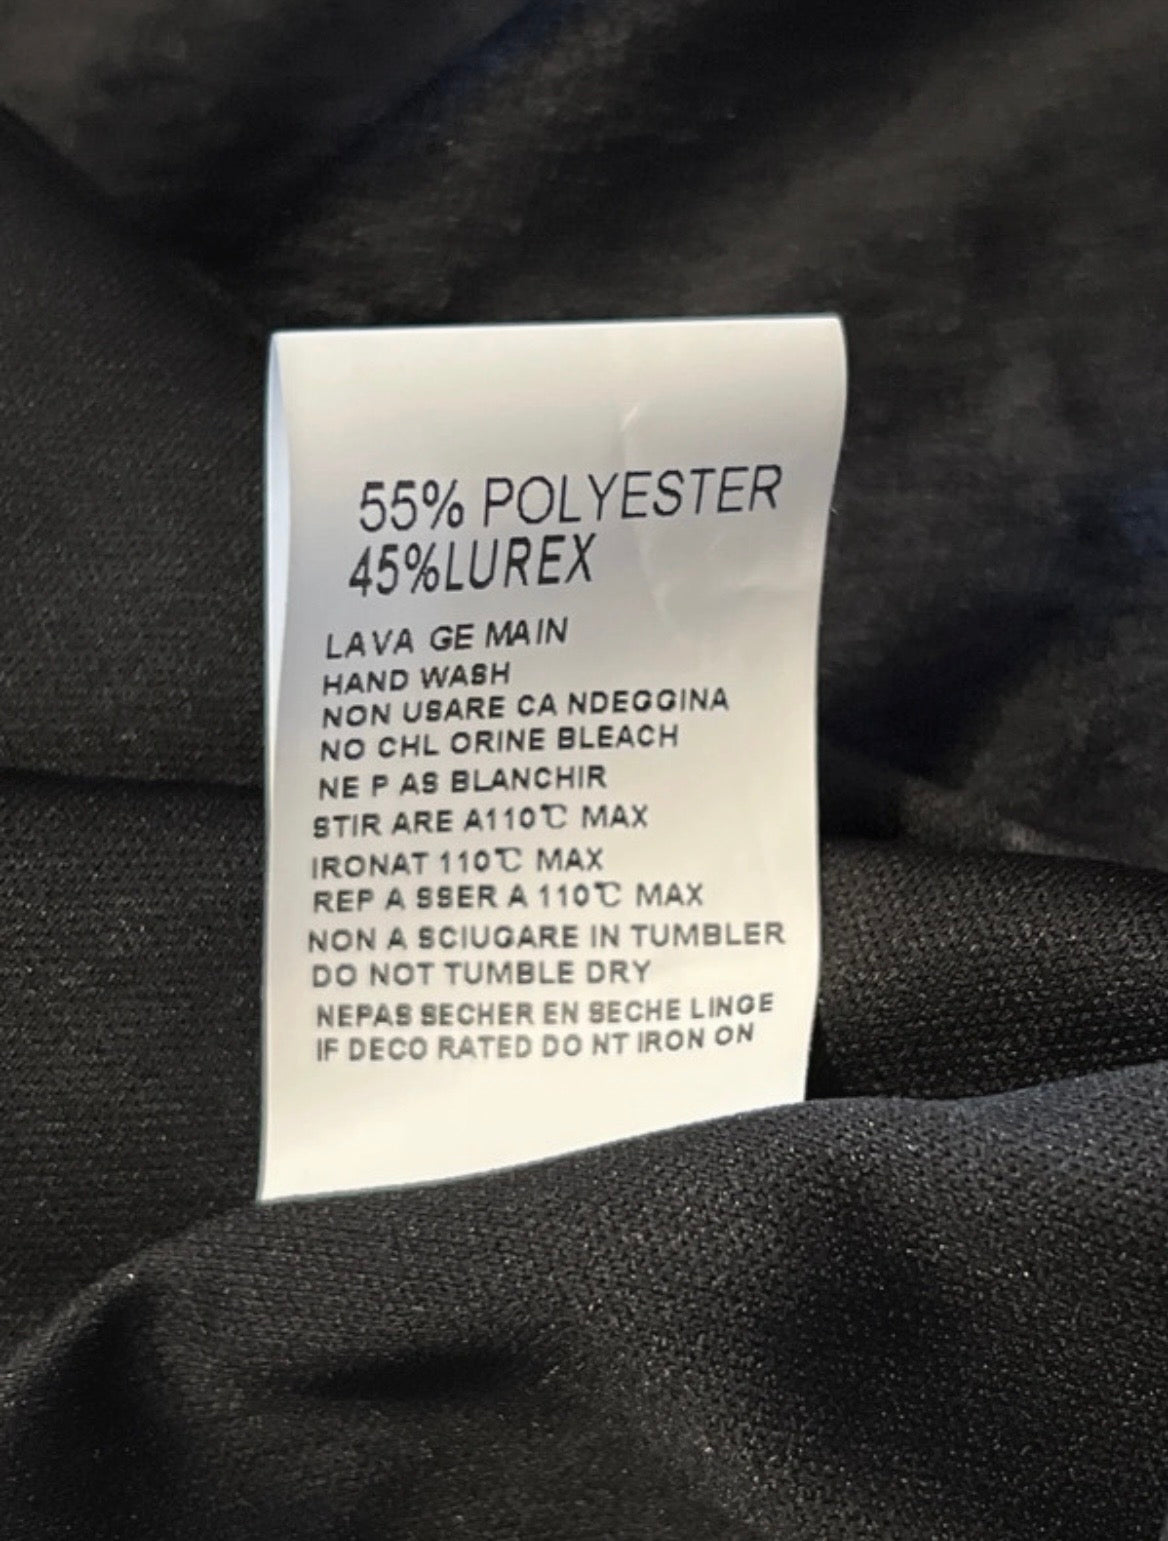 55% POLYESTER
45%LUREX
LAVA GE MAIN
HAND WASH
NON USARE CA NDEGGINA
NO CHL ORINE BLEACH
NE P AS BLANCHIR
STIR ARE A110℃ MAX
IRONAT 110℃ MAX
REP A SSER A 110℃ MAX
NON A SCIUGARE IN TUMBLER
DO NOT TUMBLE DRY
NEPAS SECHER EN SECHE LINGE
IF DECO RATED DO NT IRON ON